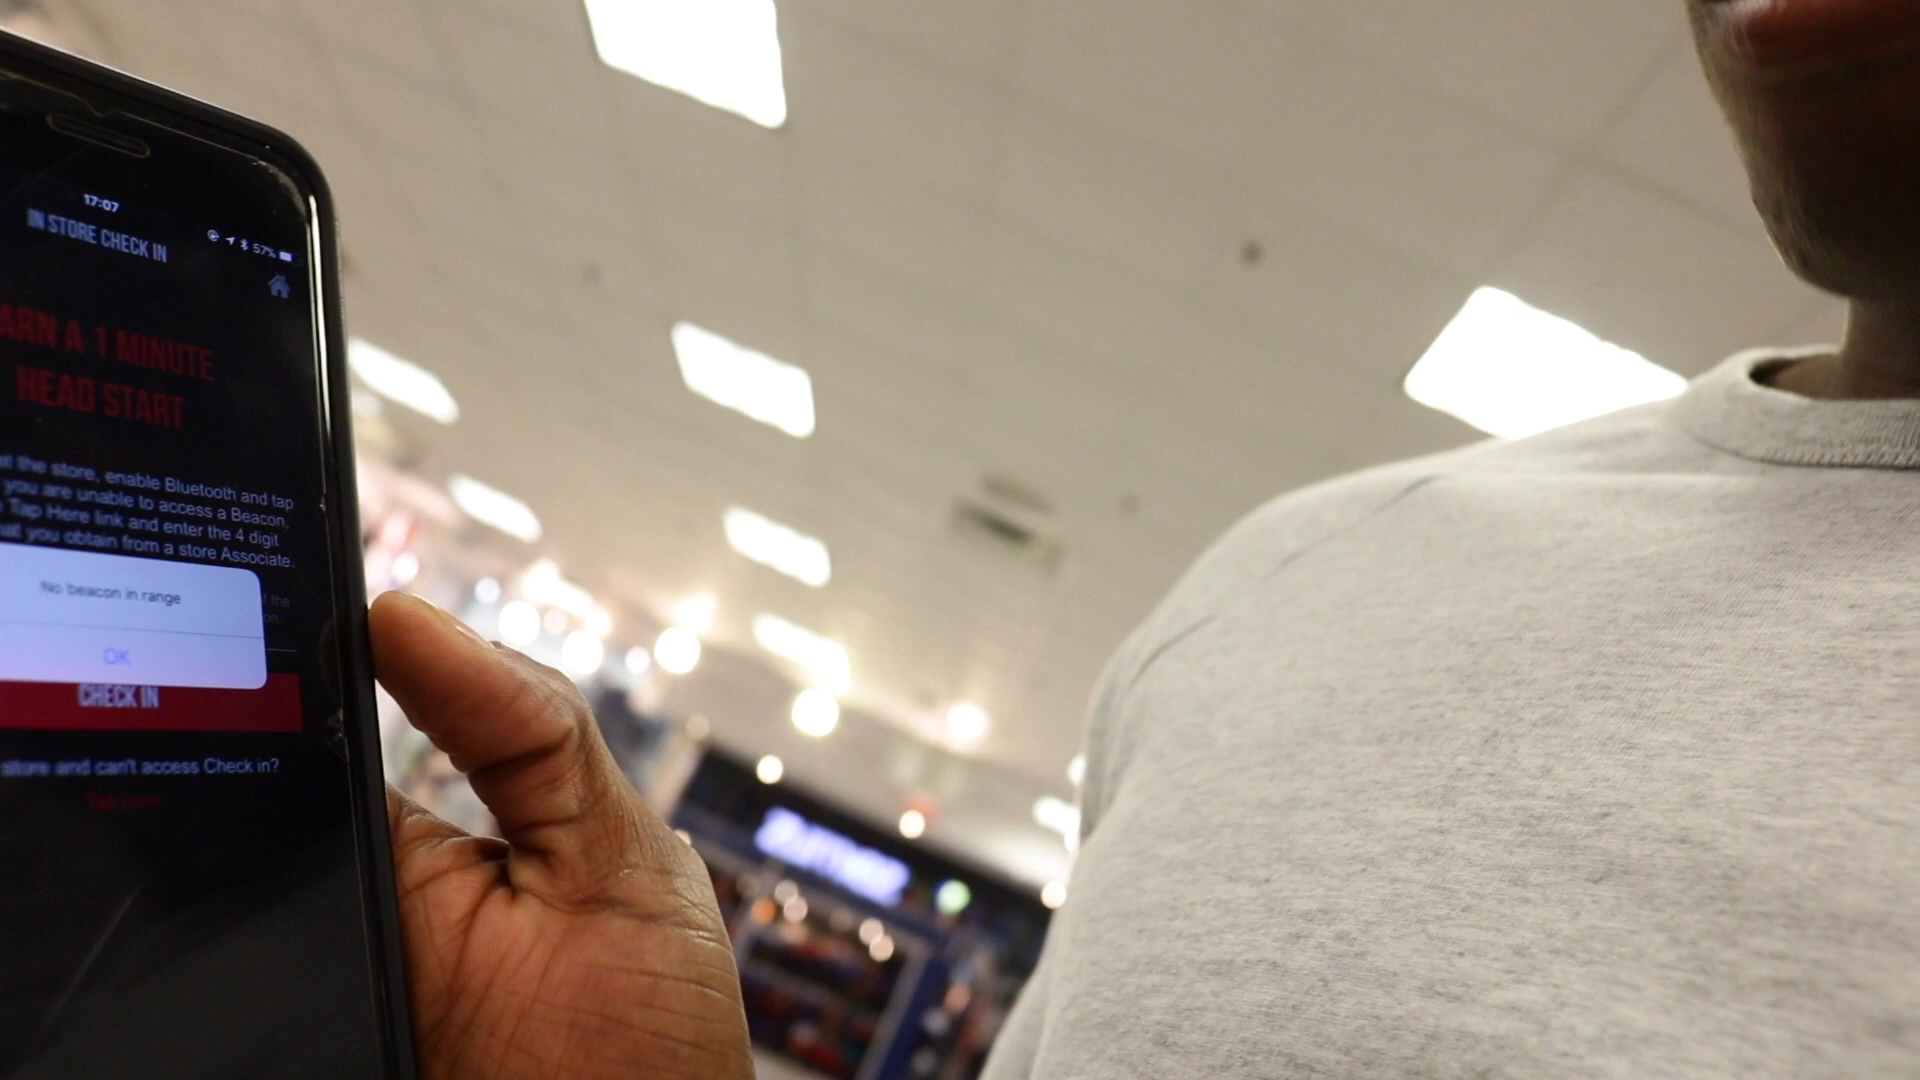 17:07
57%
IN STORE CHECK IN
ARN A 1 MINUTE
HEAD START
the store, enable Bluetooth and tap
you are unable to access a Beacon,
Tap Here link and enter the 4 digit
you obtain from a store Associate.
No beacon in range
the
on.
OK
CHECK IN
store and can't access Check in?